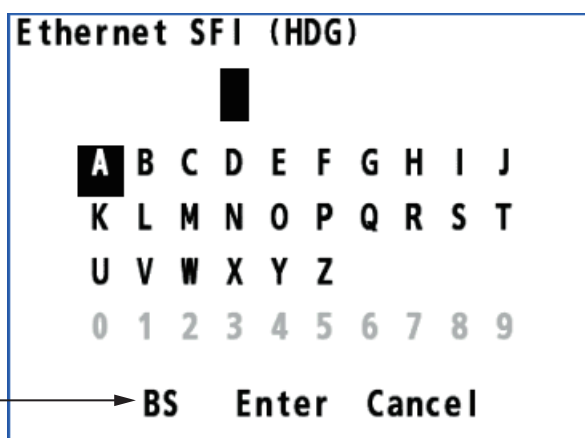 Ethernet SFI (HDG)
A B C D E F G H I J
K L M N O P Q R S T
U V W X Y Z
0 1 2 3 4 5 6 7 8 9
BS Enter Cancel